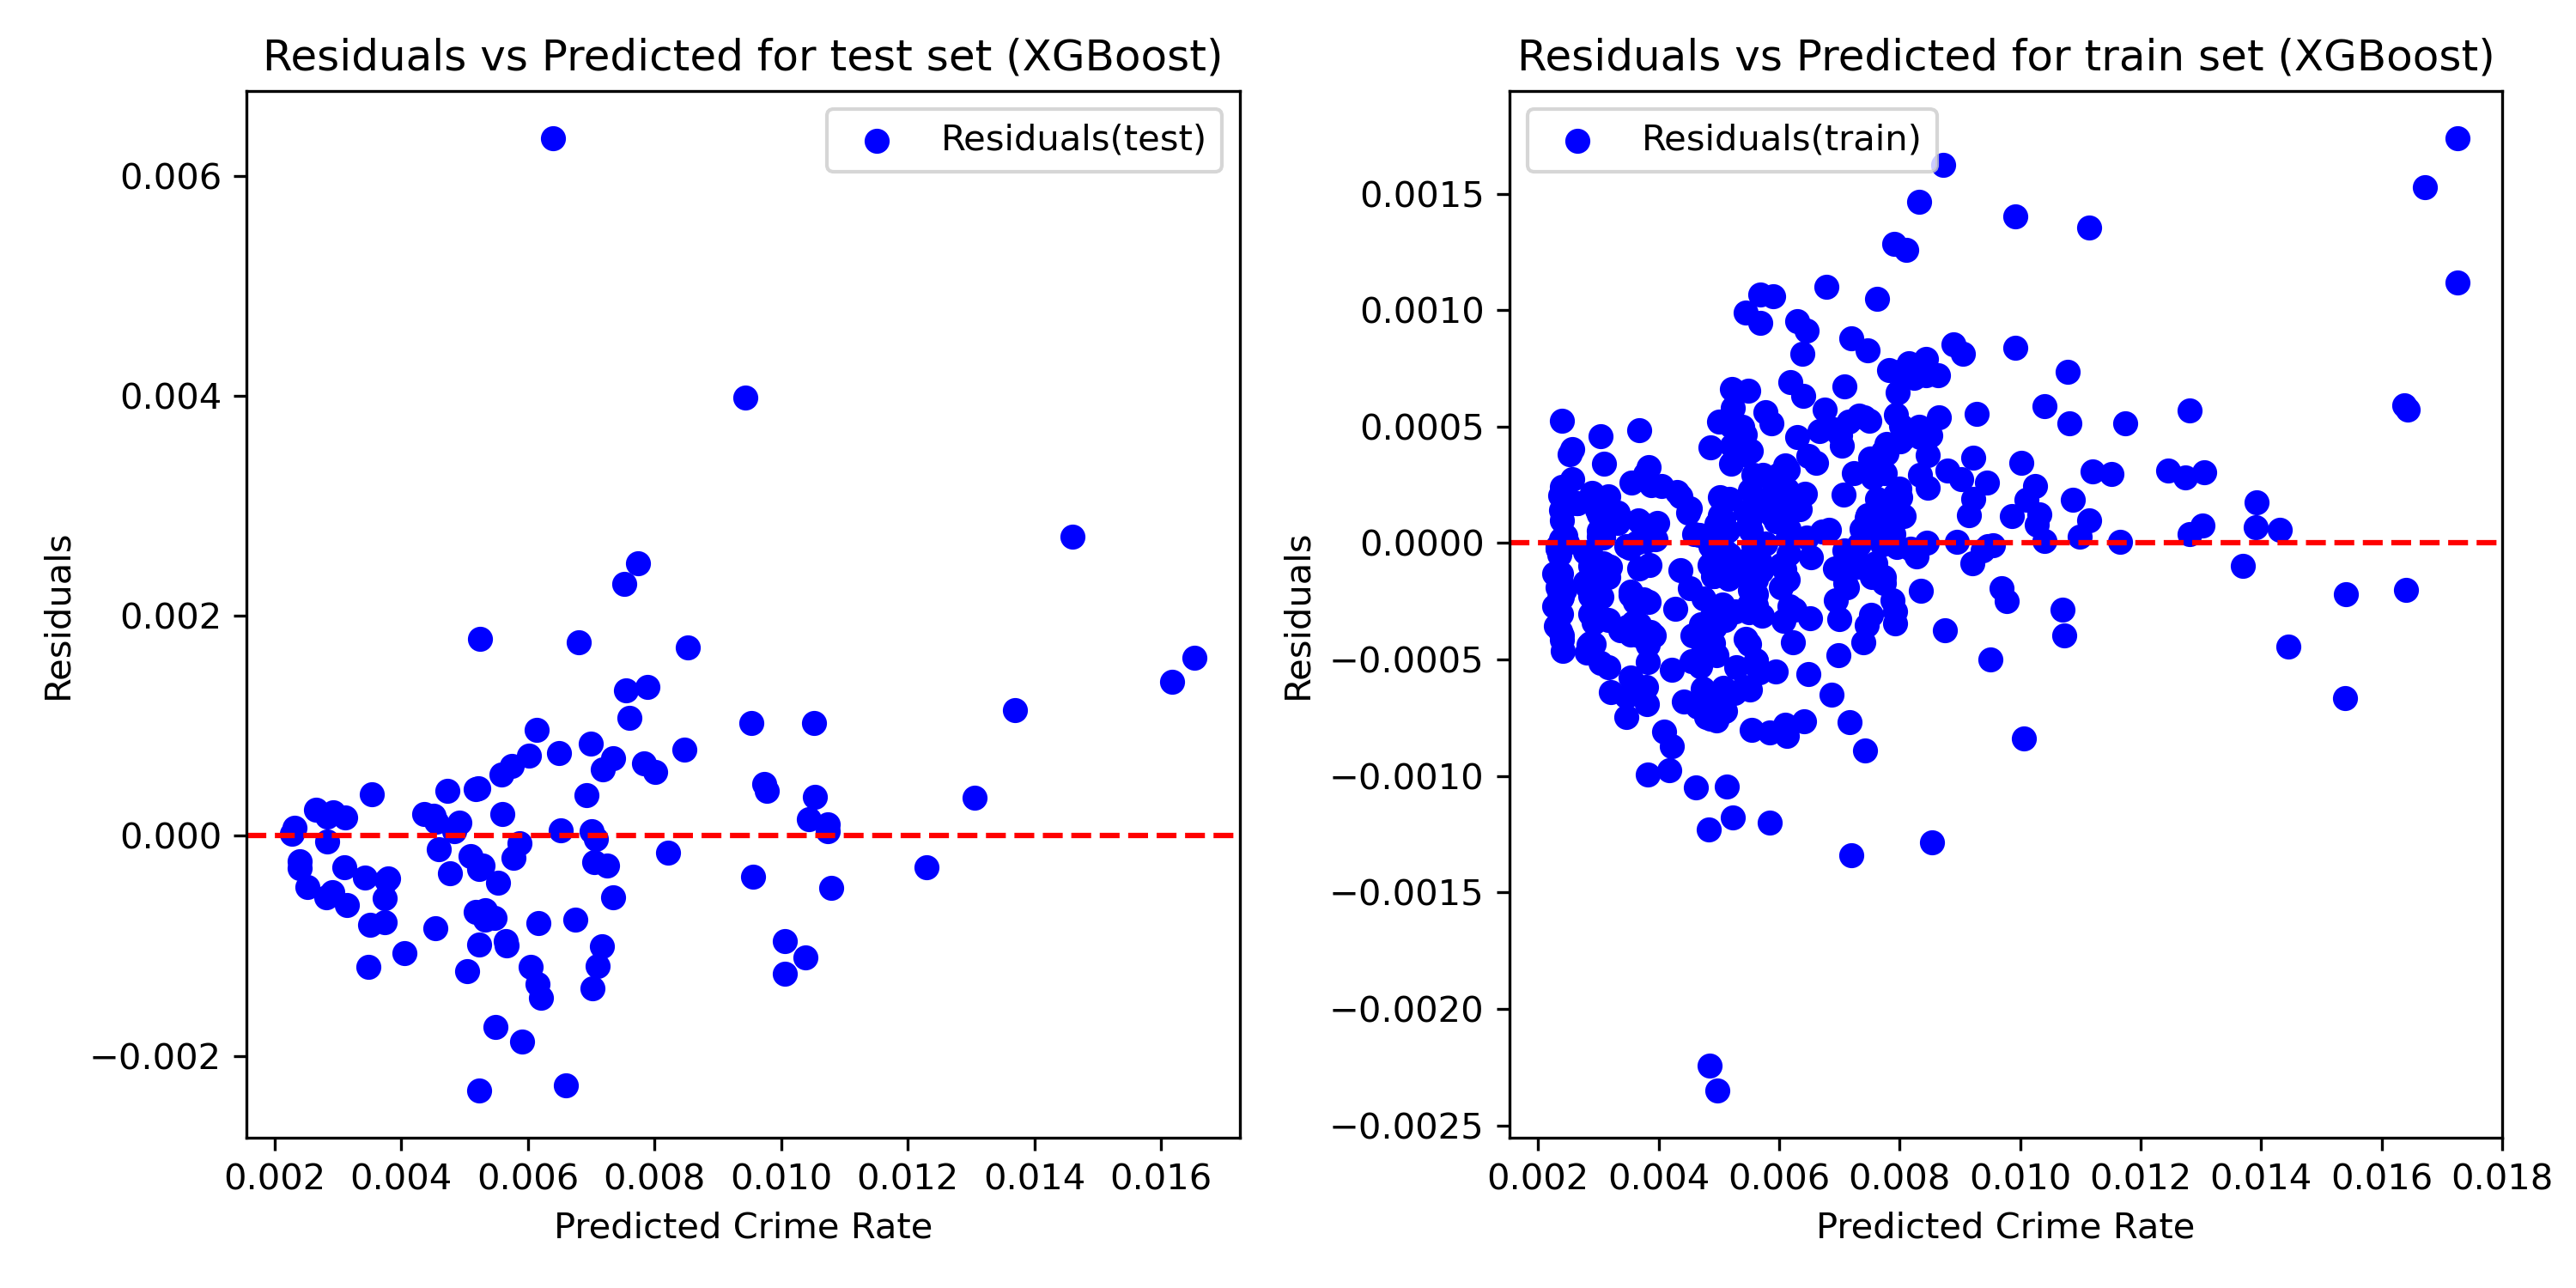 Residuals vs Predicted for test set (XGBoost)
Residuals(test)
0.006
0.004
0.002
0.000
−0.002
Residuals
0.002 0.004 0.006 0.008 0.010 0.012 0.014 0.016
Predicted Crime Rate
Residuals vs Predicted for train set (XGBoost)
Residuals(train)
0.0015
0.0010
0.0005
0.0000
−0.0005
−0.0010
−0.0015
−0.0020
−0.0025
Residuals
0.002 0.004 0.006 0.008 0.010 0.012 0.014 0.016 0.018
Predicted Crime Rate